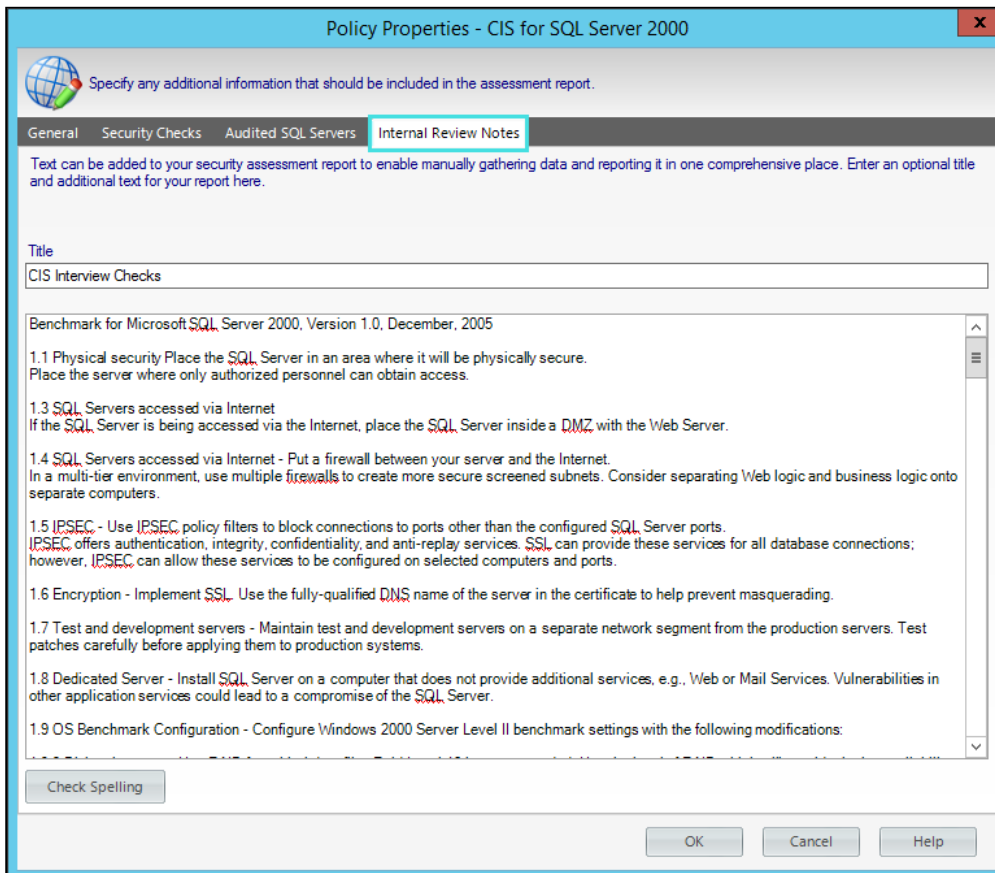 Policy Properties - CIS for SQL Server 2000
x
Specify any additional information that should be included in the assessment report.
General Security Checks Audited SQL Servers Internal Review Notes
Text can be added to your security assessment report to enable manually gathering data and reporting it in one comprehensive place. Enter an optional title
and additional text for your report here.
Title
CIS Interview Checks
Benchmark for Microsoft SQL Server 2000, Version 1.0, December, 2005
1.1 Physical security Place the SQL Server in an area where it will be physically secure.
Place the server where only authorized personnel can obtain access.
1.3 SQL Servers accessed via Internet
If the SQL Server is being accessed via the Internet, place the SQL Server inside a DMZ with the Web Server.
1.4 SQL Servers accessed via Internet - Put a firewall between your server and the Internet.
In a multi-tier environment, use multiple firewalls to create more secure screened subnets. Consider separating Web logic and business logic onto
separate computers.
1.5 IPSEC - Use IPSEC policy filters to block connections to ports other than the configured SQL Server ports.
IPSEC offers authentication, integrity, confidentiality, and anti-replay services. SSL can provide these services for all database connections;
however, IPSEC can allow these services to be configured on selected computers and ports.
1.6 Encryption - Implement SSL. Use the fully-qualified DNS name of the server in the certificate to help prevent masquerading.
1.7 Test and development servers - Maintain test and development servers on a separate network segment from the production servers. Test
patches carefully before applying them to production systems.
1.8 Dedicated Server - Install SQL Server on a computer that does not provide additional services, e.g., Web or Mail Services. Vulnerabilities in
other application services could lead to a compromise of the SQL Server.
1.9 OS Benchmark Configuration - Configure Windows 2000 Server Level II benchmark settings with the following modifications:
Check Spelling
OK Cancel Help